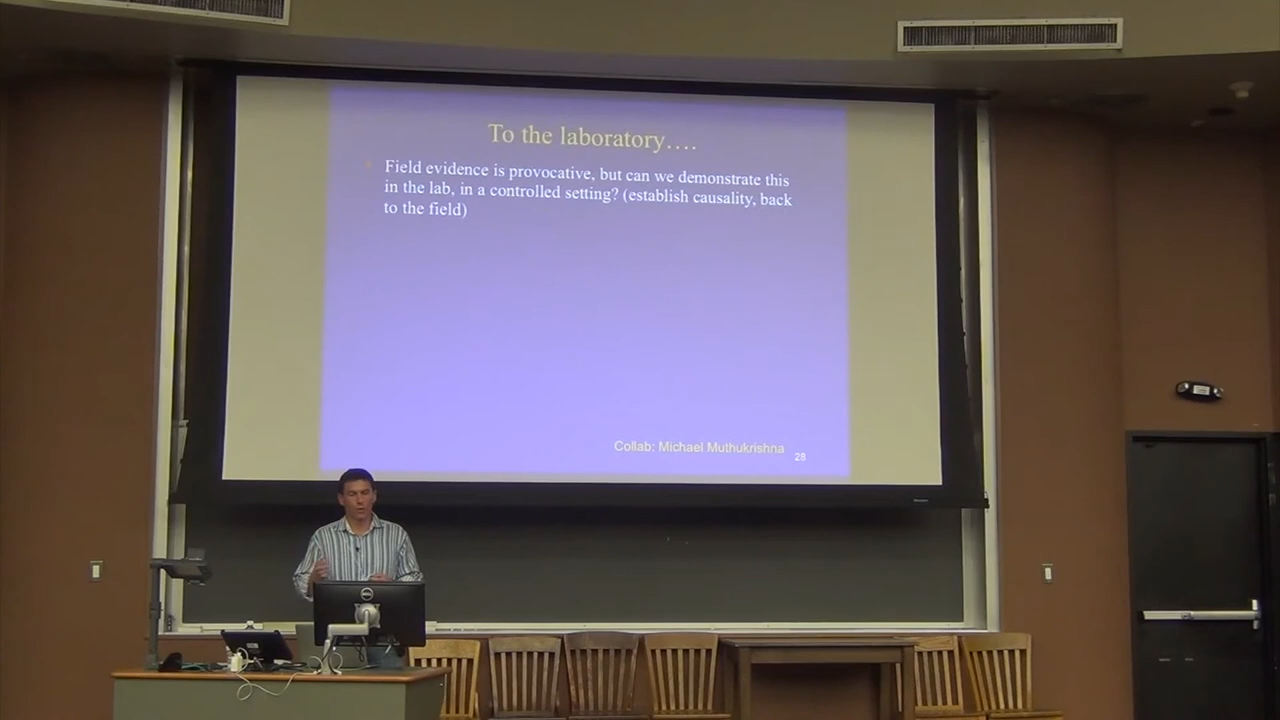 To the laboratory….
Field evidence is provocative, but can we demonstrate this
in the lab, in a controlled setting? (establish causality, back
to the field)
Collab: Michael Muthukrishna
28
DELL